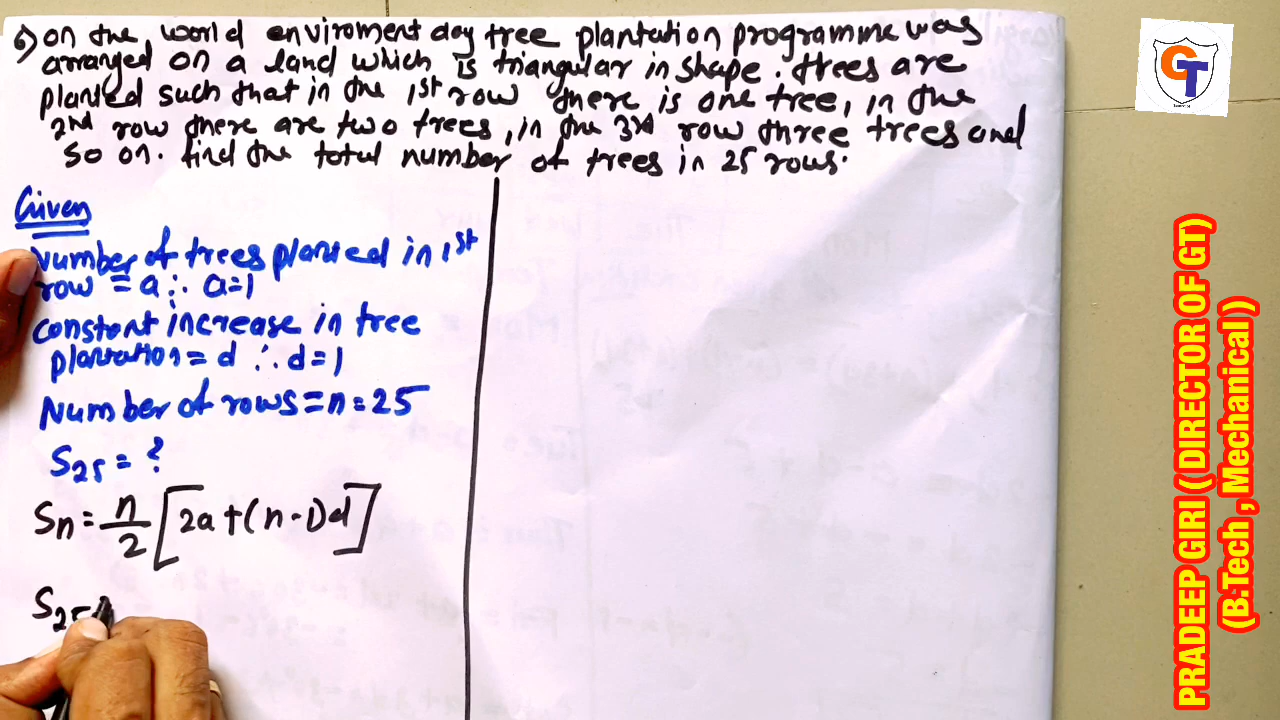 6) on the world enviroment day tree plantation programme was
arranged on a land which is triangular in shape. trees are
planted such that in the 1st row there is one tree, in the
2nd row there are two trees, in the 3rd row three trees and
so on. find the total number of trees in 25 rows.
Given
Number of trees planted in 1st
row = a ∴ a=1
constant increase in tree
plantation = d ∴ d=1
Number of rows = n = 25
S25 = ?
Sn = n/2 [2a+(n-1)d]
S25
GT
PRADEEP GIRI ( DIRECTOR OF GT)
(B.Tech , Mechanical )